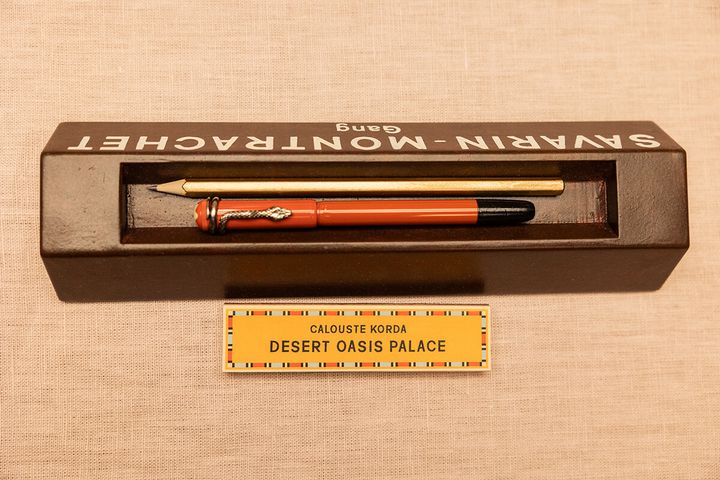 SAVARIN - MONTRACHET
Gang
CALOUSTE KORDA
DESERT OASIS PALACE